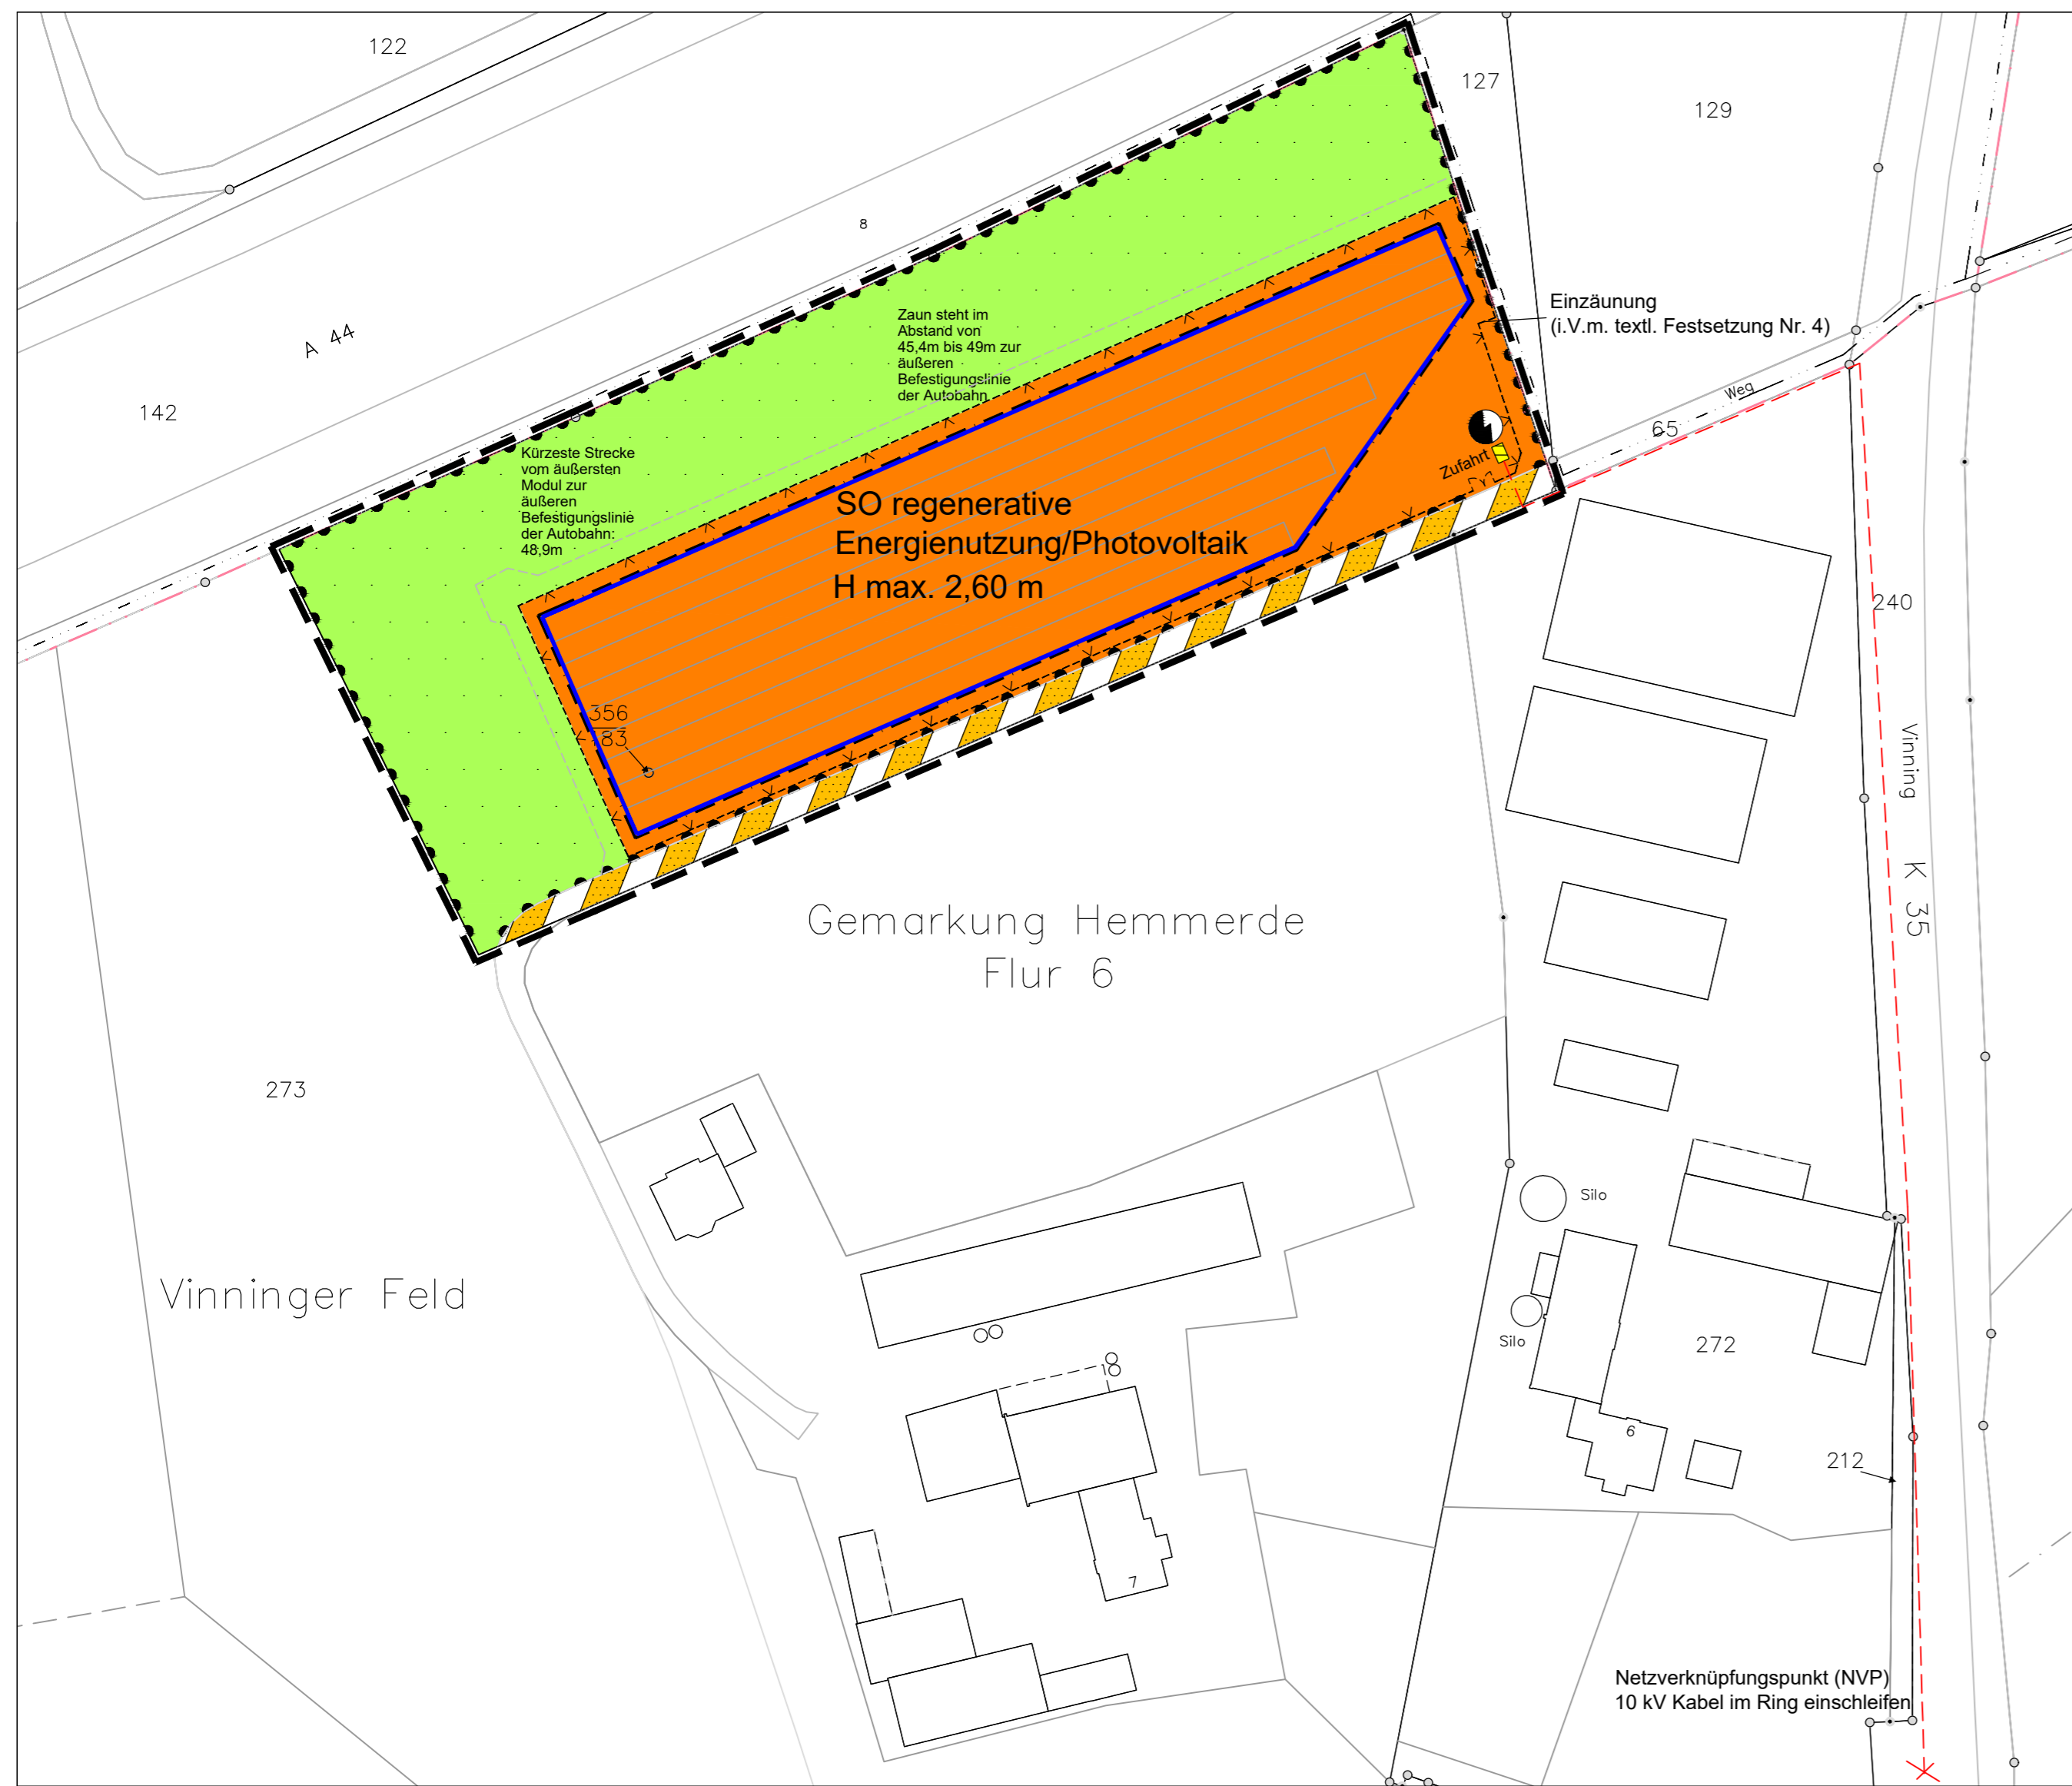 122
127
129
8
A 44
142
Zaun steht im
Abstand von
45,4m bis 49m zur
äußeren
Befestigungslinie
der Autobahn
Einzäunung
(i.V.m. textl. Festsetzung Nr. 4)
Weg
65
Kürzeste Strecke
vom äußersten
Modul zur
äußeren
Befestigungslinie
der Autobahn:
48,9m
Zufahrt
SO regenerative
Energienutzung/Photovoltaik
H max. 2,60 m
240
356
83
Vinning
K 35
Gemarkung Hemmerde
Flur 6
273
Vinninger Feld
Silo
Silo
272
6
212
7
Netzverknüpfungspunkt (NVP)
10 kV Kabel im Ring einschleifen